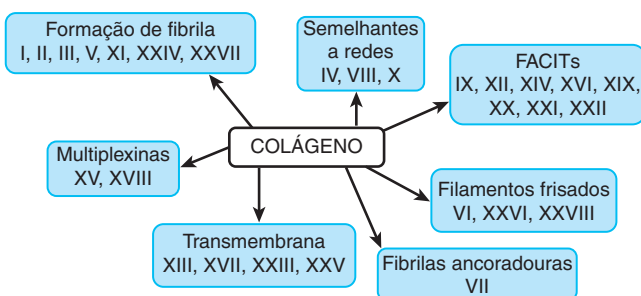 Formação de fibrila
I, II, III, V, XI, XXIV, XXVII
Semelhantes
a redes
IV, VIII, X
FACITs
IX, XII, XIV, XVI, XIX,
XX, XXI, XXII
COLÁGENO
Multiplexinas
XV, XVIII
Filamentos frisados
VI, XXVI, XXVIII
Transmembrana
XIII, XVII, XXIII, XXV
Fibrilas ancoradouras
VII